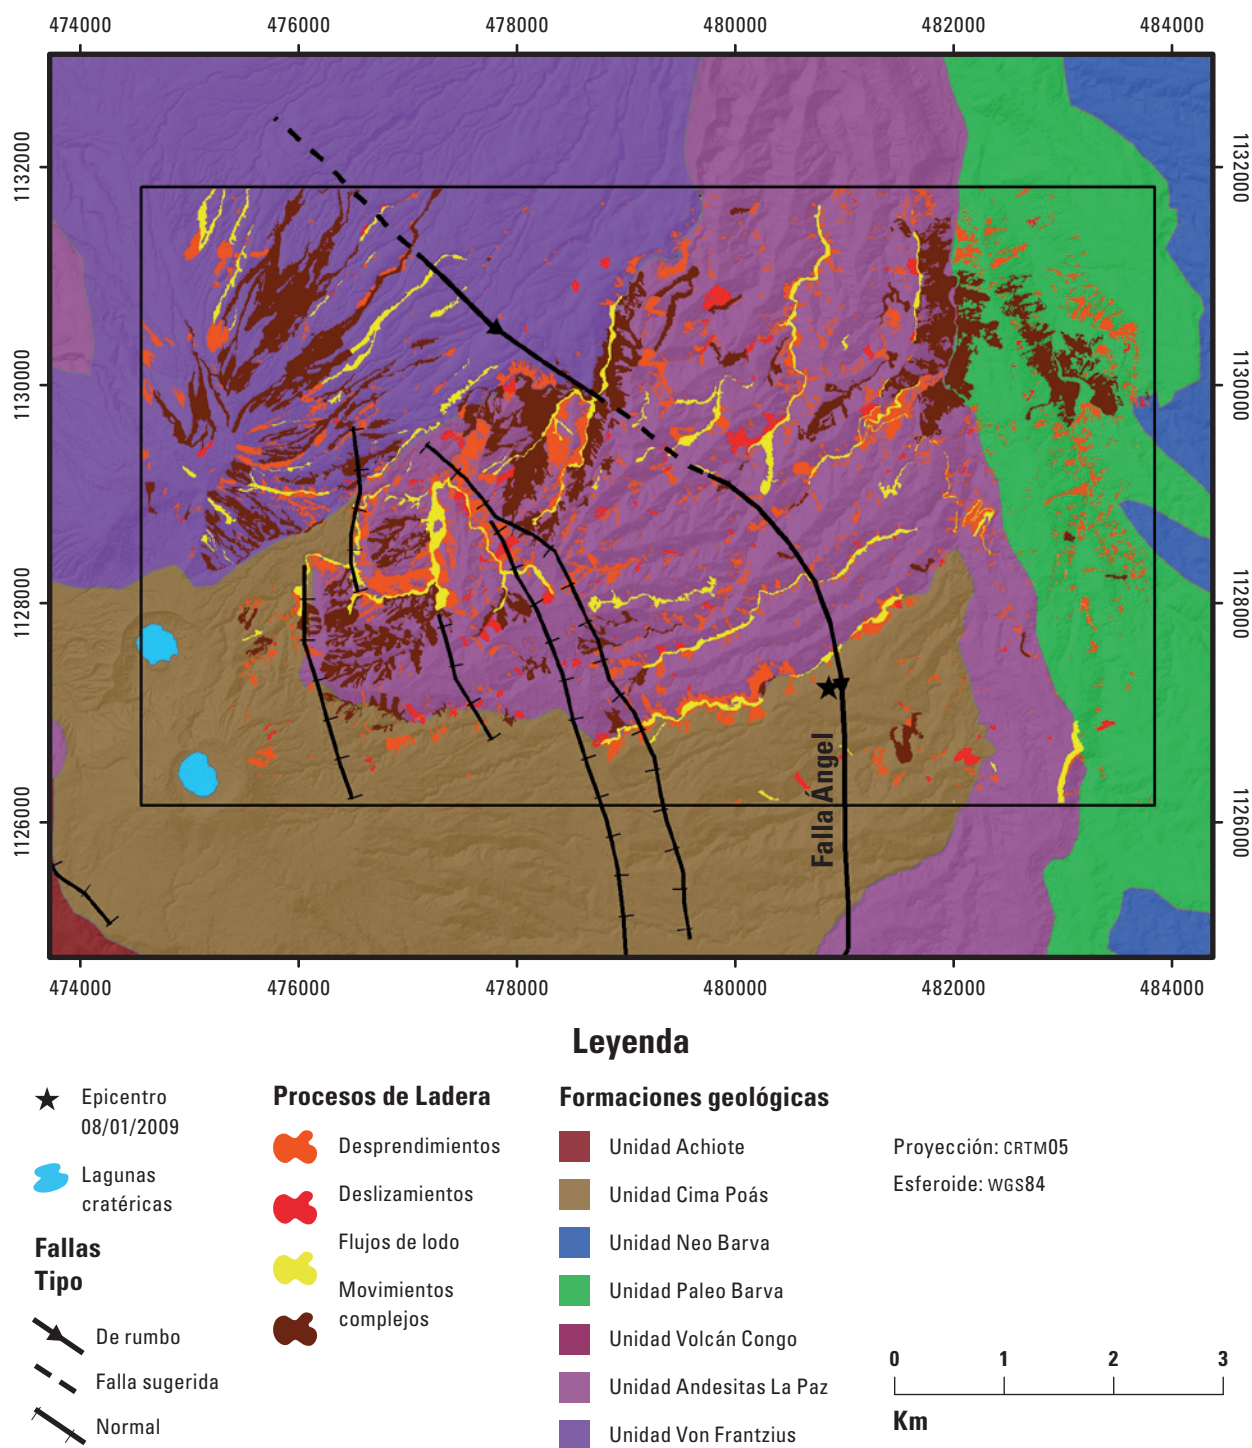 474000 476000 478000 480000 482000 484000
1132000
1130000
1128000
1126000
1132000
1130000
1128000
1126000
Falla Ángel
474000 476000 478000 480000 482000 484000
Leyenda
Epicentro
08/01/2009
Lagunas
cratéricas
Fallas
Tipo
De rumbo
Falla sugerida
Normal
Procesos de Ladera
Desprendimientos
Deslizamientos
Flujos de lodo
Movimientos
complejos
Formaciones geológicas
Unidad Achiote
Unidad Cima Poás
Unidad Neo Barva
Unidad Paleo Barva
Unidad Volcán Congo
Unidad Andesitas La Paz
Unidad Von Frantzius
Proyección: CRTM05
Esferoide: WGS84
0 1 2 3
Km